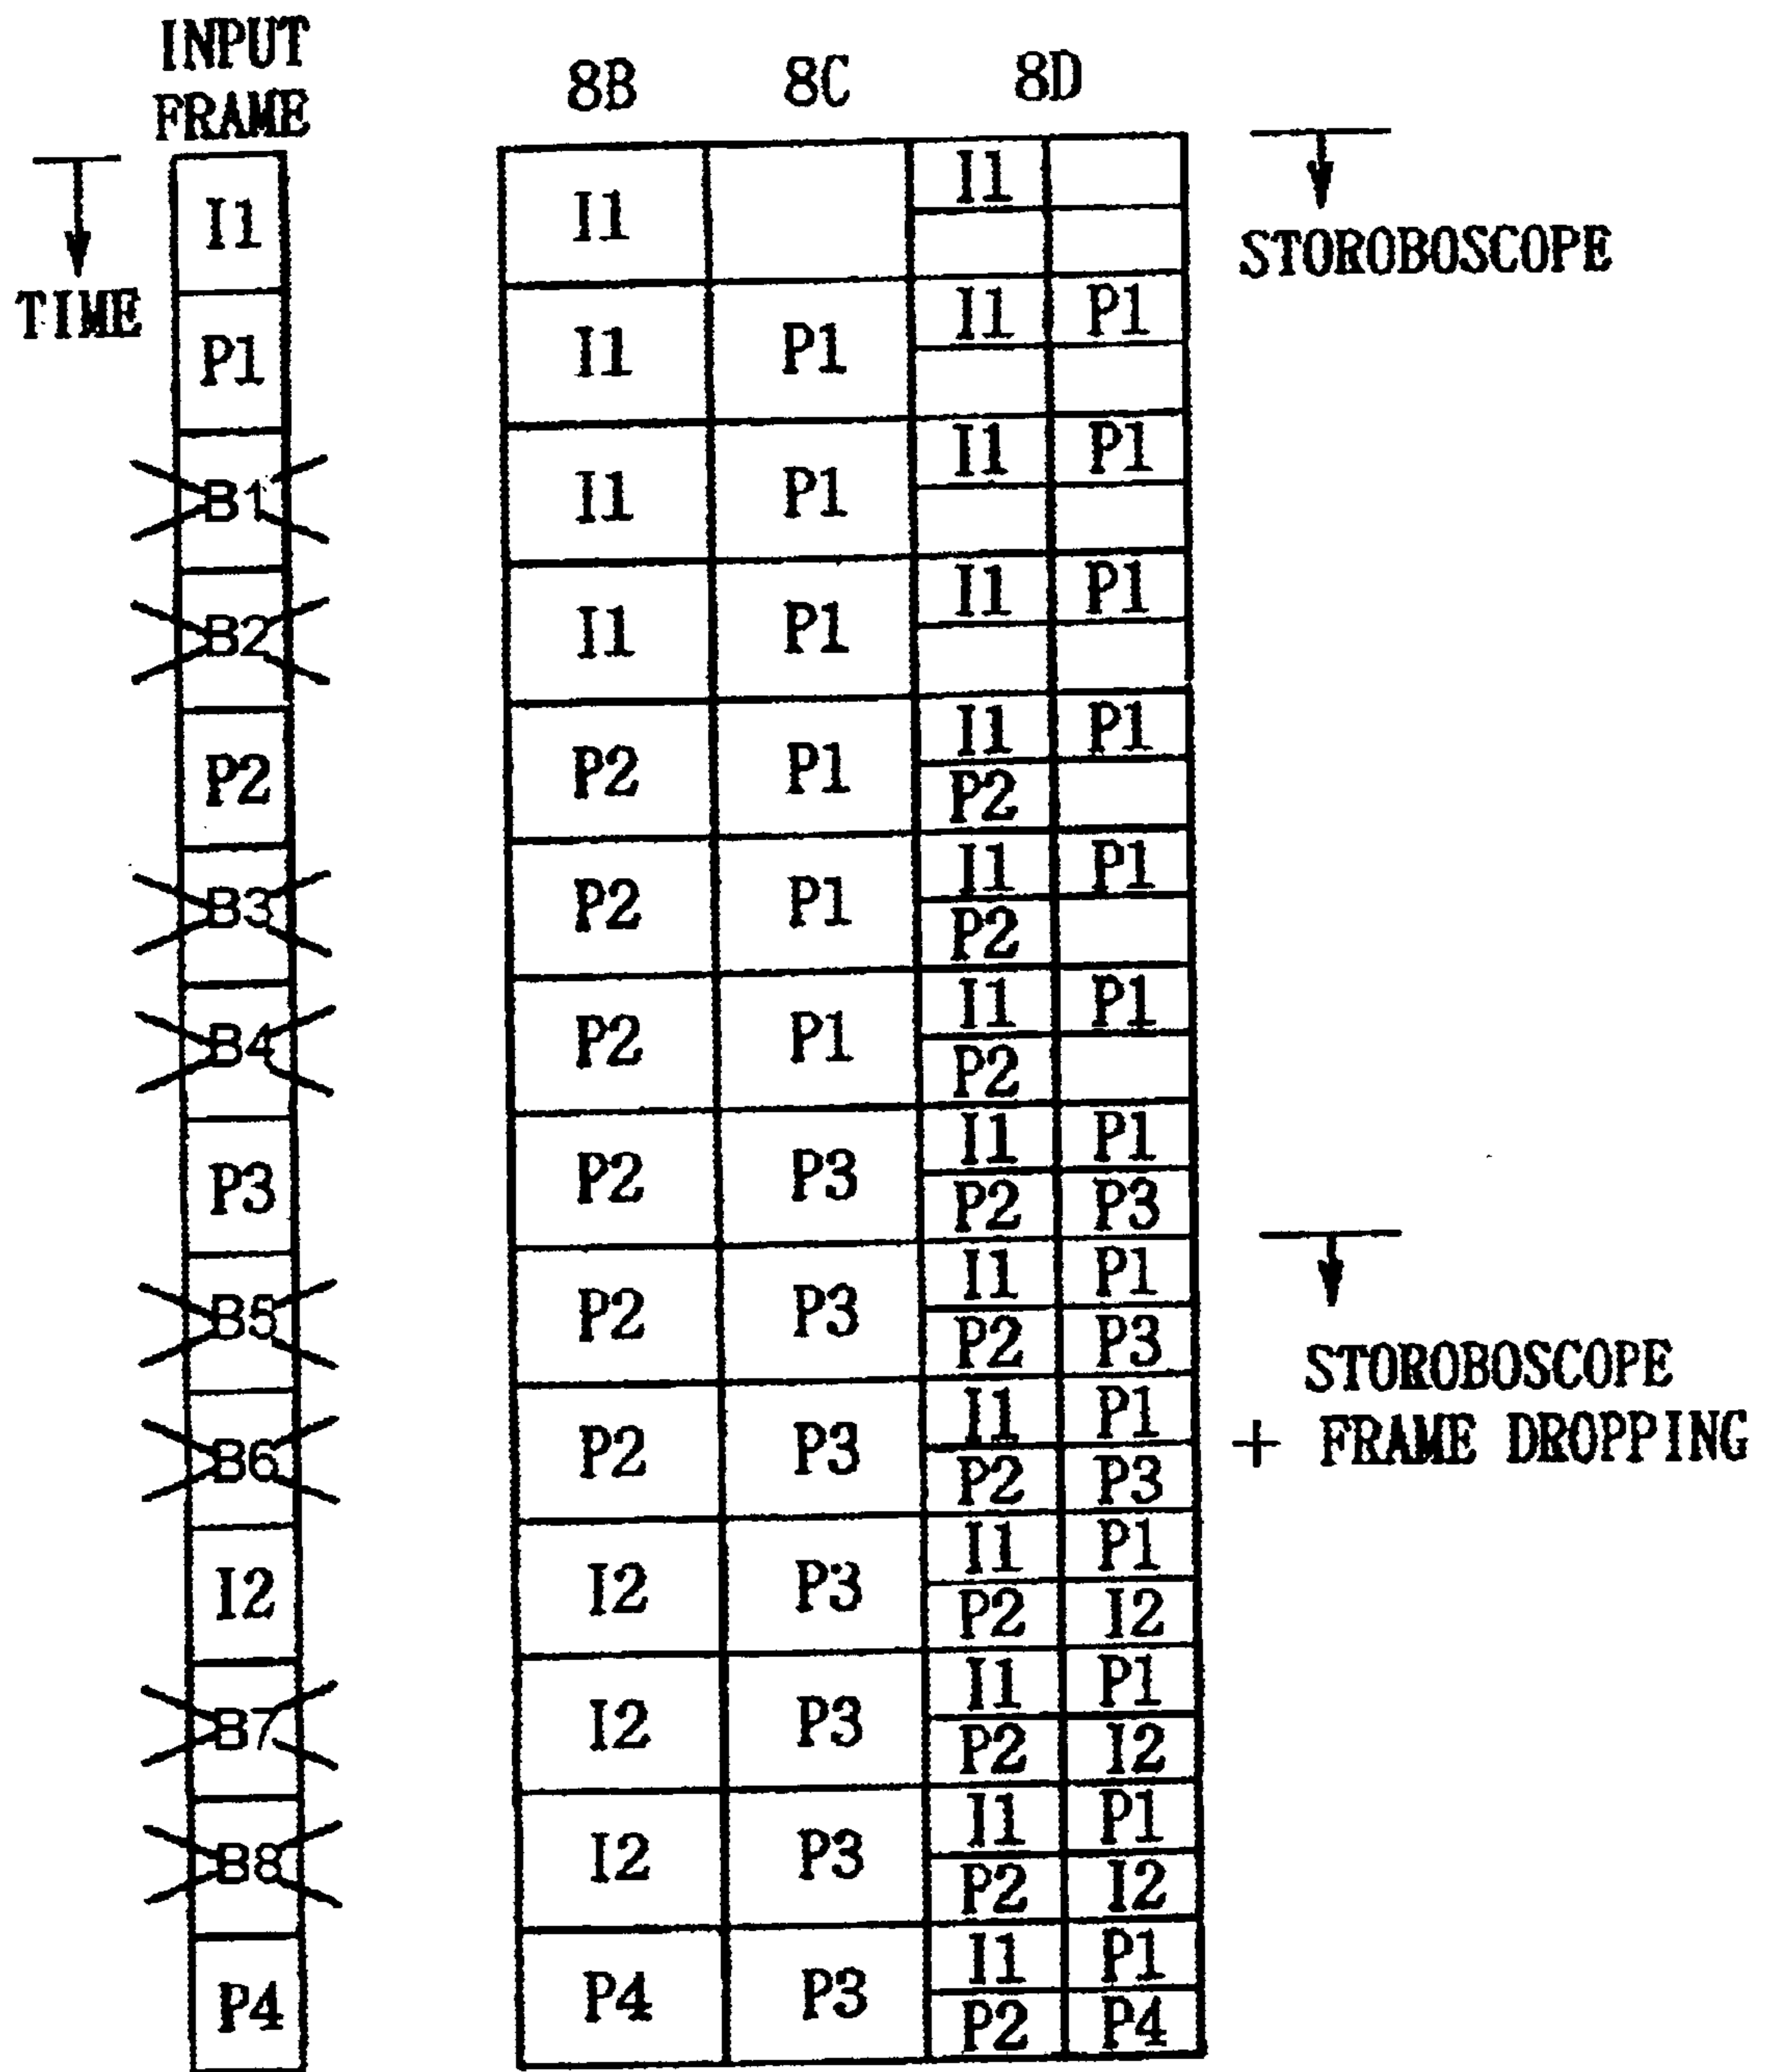 INPUT
FRAME
8B 8C 8D
TIME
STOROBOSCOPE
I1 I1 I1
P1 I1 P1 I1 P1
B1 I1 P1 I1 P1
B2 I1 P1 I1 P1
P2 P2 P1 I1 P1
P2
B3 P2 P1 I1 P1
P2
B4 P2 P1 I1 P1
P2
P3 P2 P3 I1 P1
P2 P3
B5 P2 P3 I1 P1
P2 P3
STOROBOSCOPE
+ FRAME DROPPING
B6 P2 P3 I1 P1
P2 P3
I2 I2 P3 I1 P1
P2 I2
B7 I2 P3 I1 P1
P2 I2
B8 I2 P3 I1 P1
P2 I2
P4 P4 P3 I1 P1
P2 P4